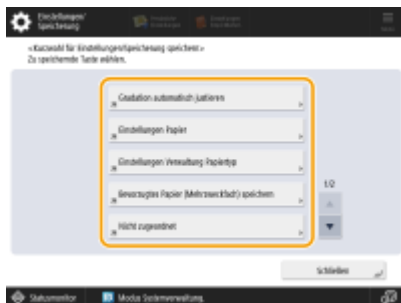 Einstellungen/
Speicherung
<Kurzwahl für Einstellungen/Speicherung speichern>
Zu speichernde Taste wählen.
Gradation automatisch justieren
Einstellungen Papier
Einstellungen Verwaltung Papiertyp
Bevorzugtes Papier (Mehrzweckfach) speichern
Nicht zugeordnet
1/2
Schließen
Statusmonitor
Modus Systemverwaltung.